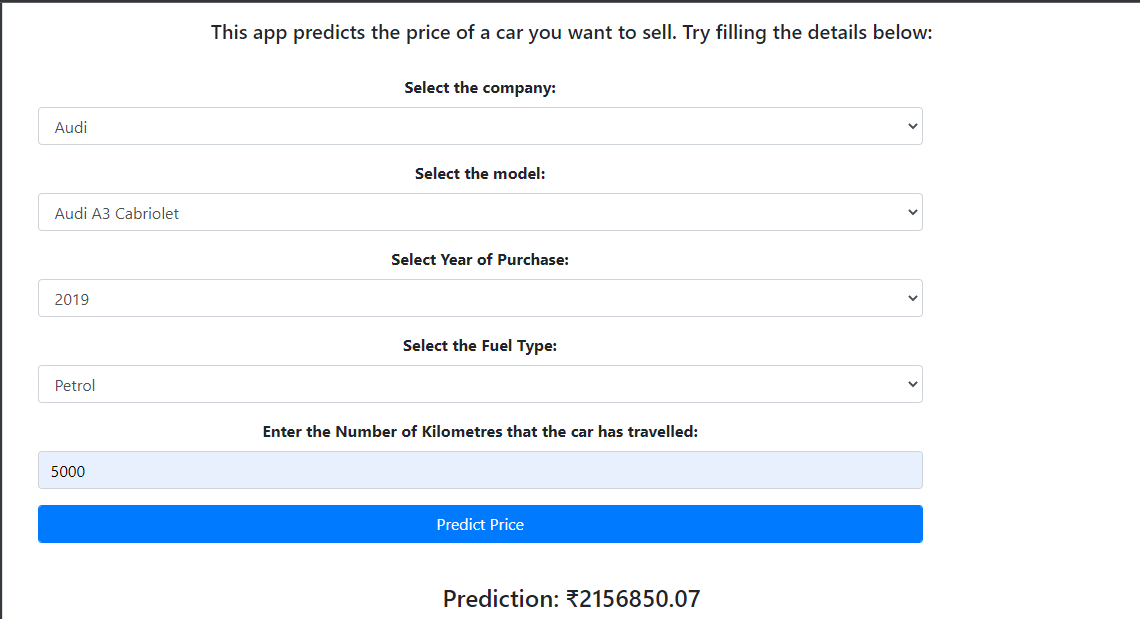 This app predicts the price of a car you want to sell. Try filling the details below:
Select the company:
Audi
Select the model:
Audi A3 Cabriolet
Select Year of Purchase:
2019
Select the Fuel Type:
Petrol
Enter the Number of Kilometres that the car has travelled:
5000
Predict Price
Prediction: ₹2156850.07